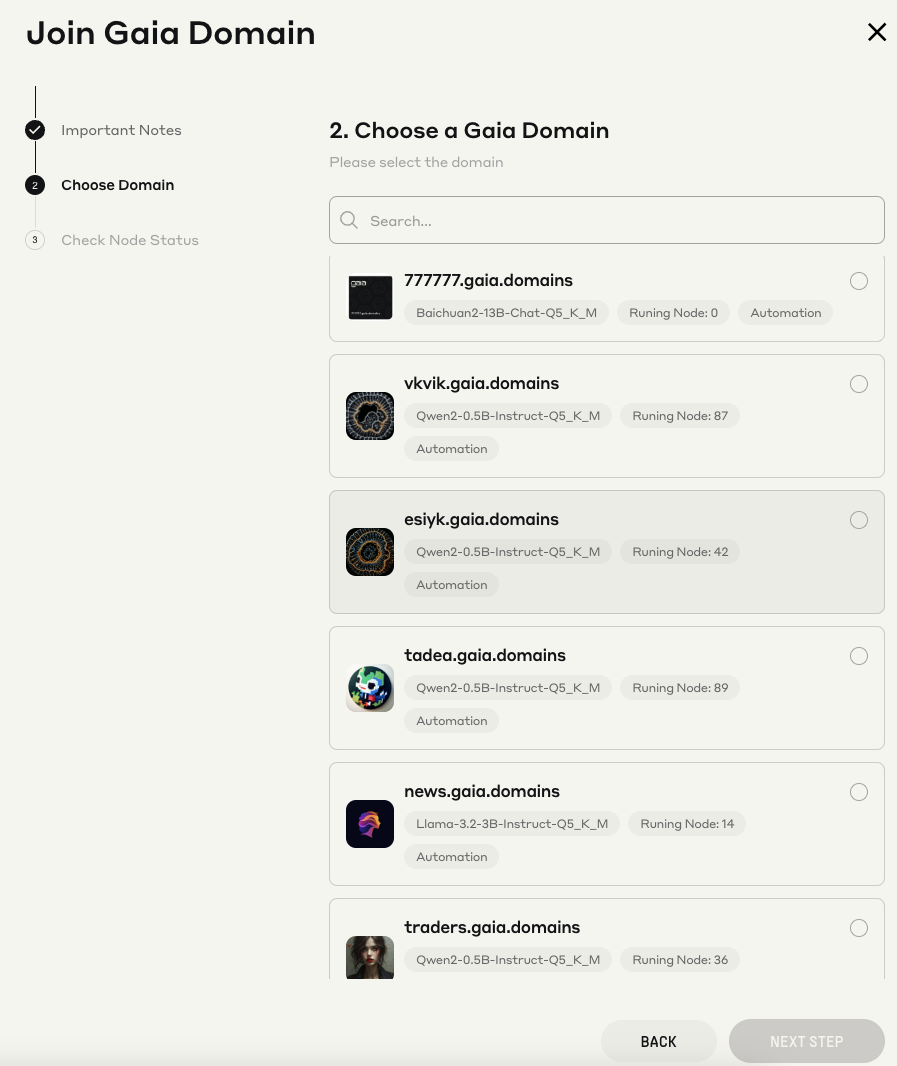 Join Gaia Domain
Important Notes
2 Choose Domain
3 Check Node Status
2. Choose a Gaia Domain
Please select the domain
Search...
gaia
777777.gaia.domains
Baichuan2-13B-Chat-Q5_K_M Runing Node: 0 Automation
vkvik.gaia.domains
Qwen2-0.5B-Instruct-Q5_K_M Runing Node: 87
Automation
esiyk.gaia.domains
Qwen2-0.5B-Instruct-Q5_K_M Runing Node: 42
Automation
tadea.gaia.domains
Qwen2-0.5B-Instruct-Q5_K_M Runing Node: 89
Automation
news.gaia.domains
Llama-3.2-3B-Instruct-Q5_K_M Runing Node: 14
Automation
traders.gaia.domains
Qwen2-0.5B-Instruct-Q5_K_M Runing Node: 36
BACK NEXT STEP